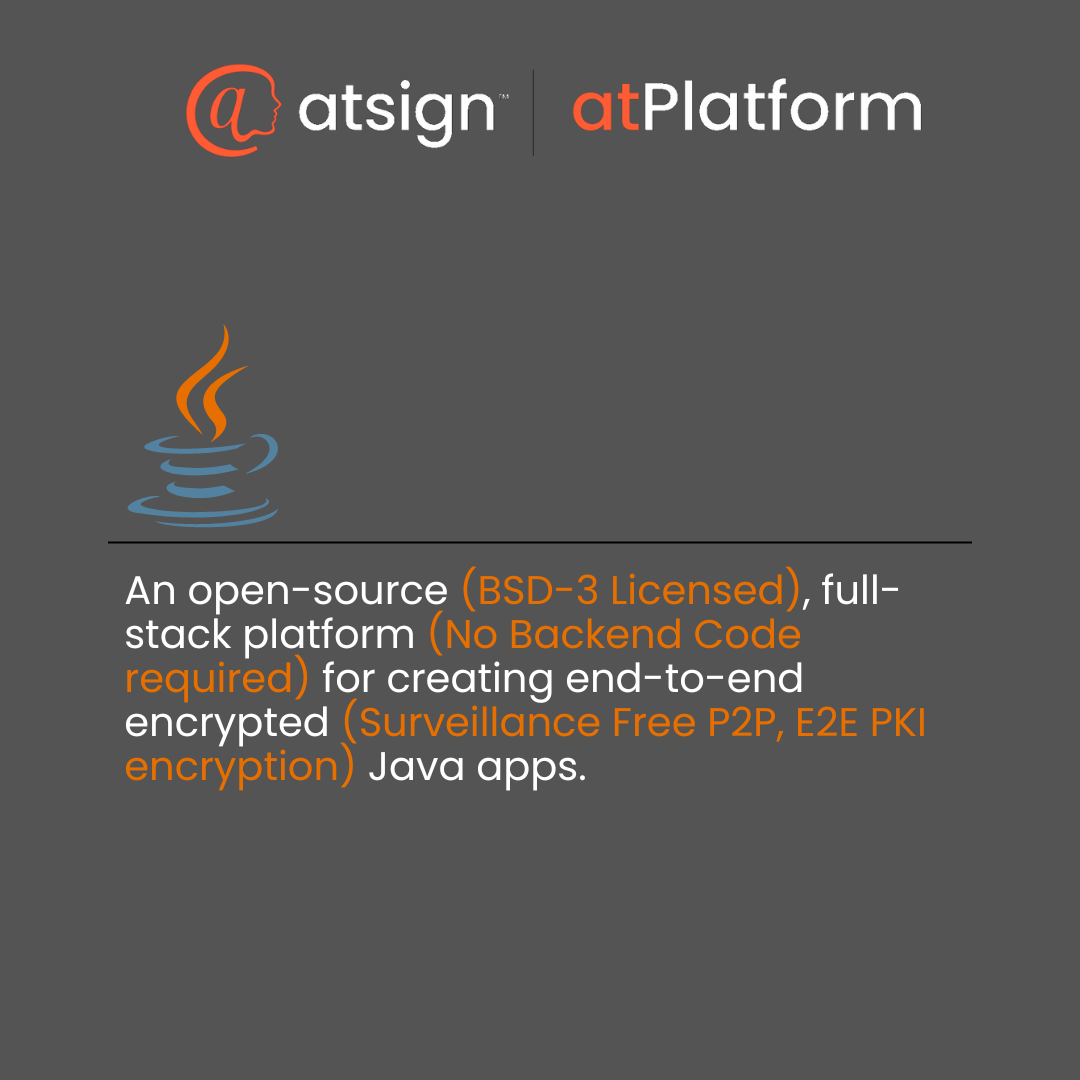 atsign™ | atPlatform
An open-source (BSD-3 Licensed), full-
stack platform (No Backend Code
required) for creating end-to-end
encrypted (Surveillance Free P2P, E2E PKI
encryption) Java apps.